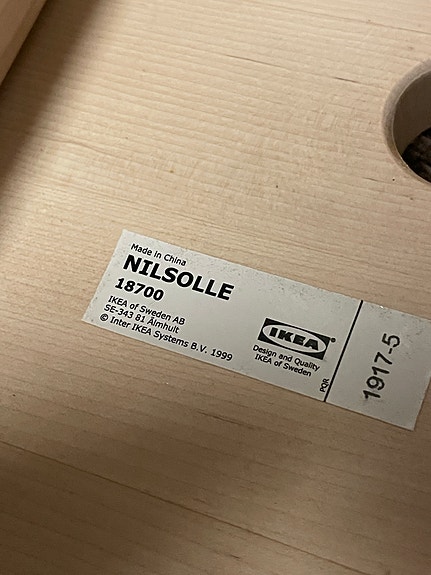 Made in China
NILSOLLE
18700
IKEA of Sweden AB
SE-343 81 Älmhult
© Inter IKEA Systems B.V. 1999
IKEA
®
Design and Quality
IKEA of Sweden
PQR
1917-5